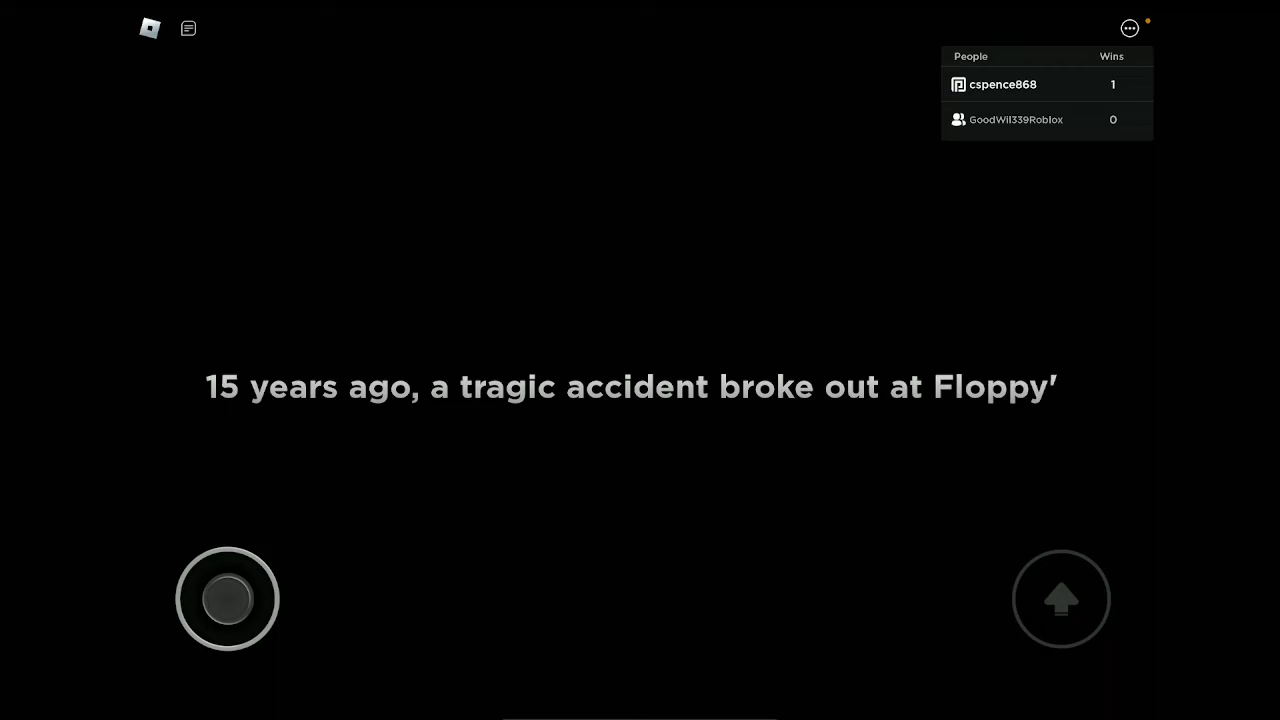 People Wins
cspence868 1
GoodWil339Roblox 0
15 years ago, a tragic accident broke out at Floppy'